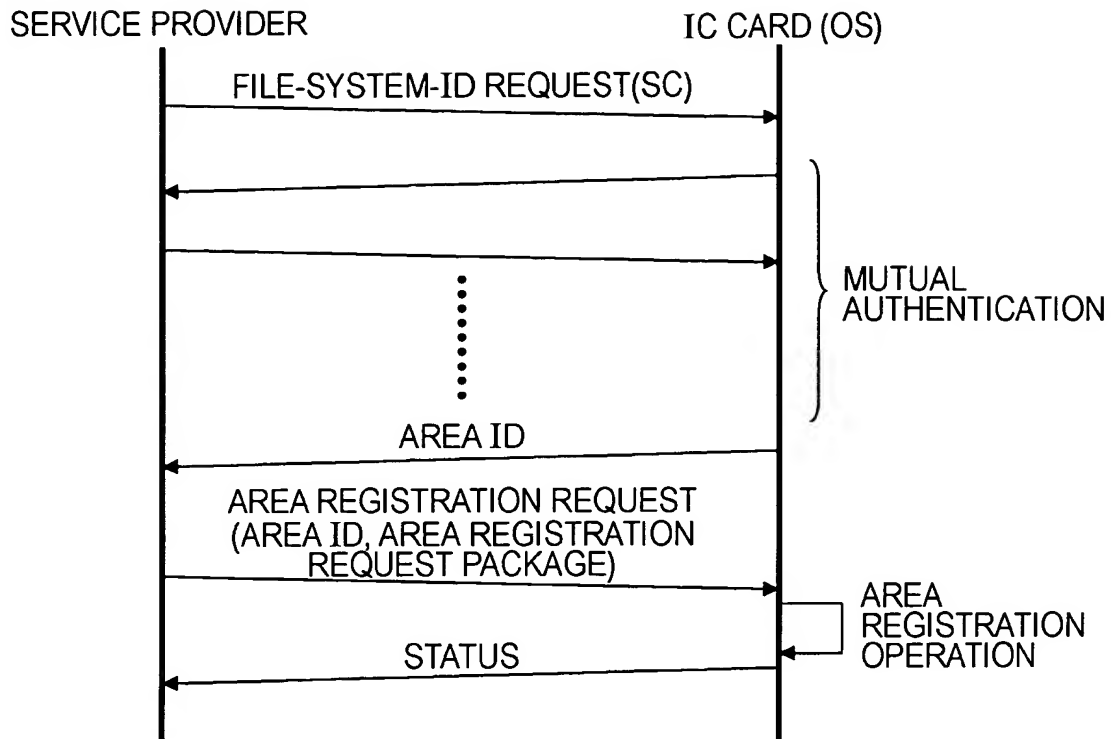 SERVICE PROVIDER
IC CARD (OS)
FILE-SYSTEM-ID REQUEST(SC)
MUTUAL
AUTHENTICATION
AREA ID
AREA REGISTRATION REQUEST
(AREA ID, AREA REGISTRATION
REQUEST PACKAGE)
AREA
REGISTRATION
OPERATION
STATUS